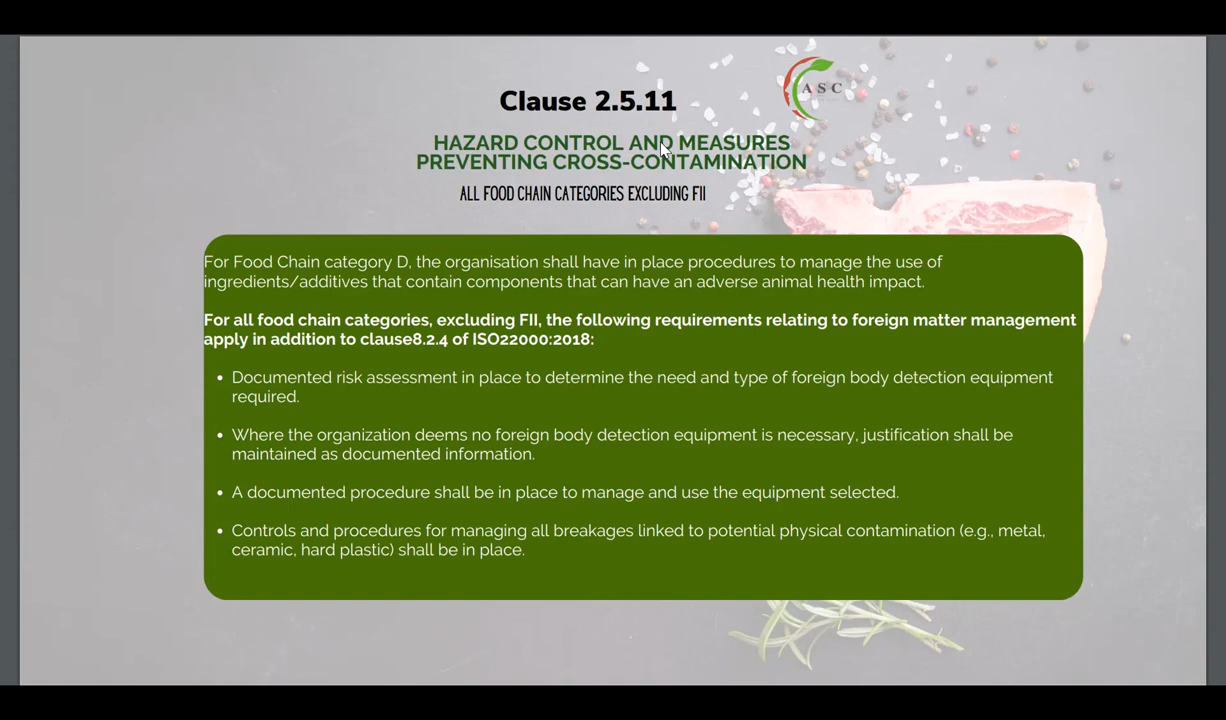 Clause 2.5.11
ASC
HAZARD CONTROL AND MEASURES
PREVENTING CROSS-CONTAMINATION
ALL FOOD CHAIN CATEGORIES EXCLUDING FII
For Food Chain category D, the organisation shall have in place procedures to manage the use of
ingredients/additives that contain components that can have an adverse animal health impact.
For all food chain categories, excluding FII, the following requirements relating to foreign matter management
apply in addition to clause8.2.4 of ISO22000:2018:
• Documented risk assessment in place to determine the need and type of foreign body detection equipment
required.
• Where the organization deems no foreign body detection equipment is necessary, justification shall be
maintained as documented information.
• A documented procedure shall be in place to manage and use the equipment selected.
• Controls and procedures for managing all breakages linked to potential physical contamination (e.g., metal,
ceramic, hard plastic) shall be in place.